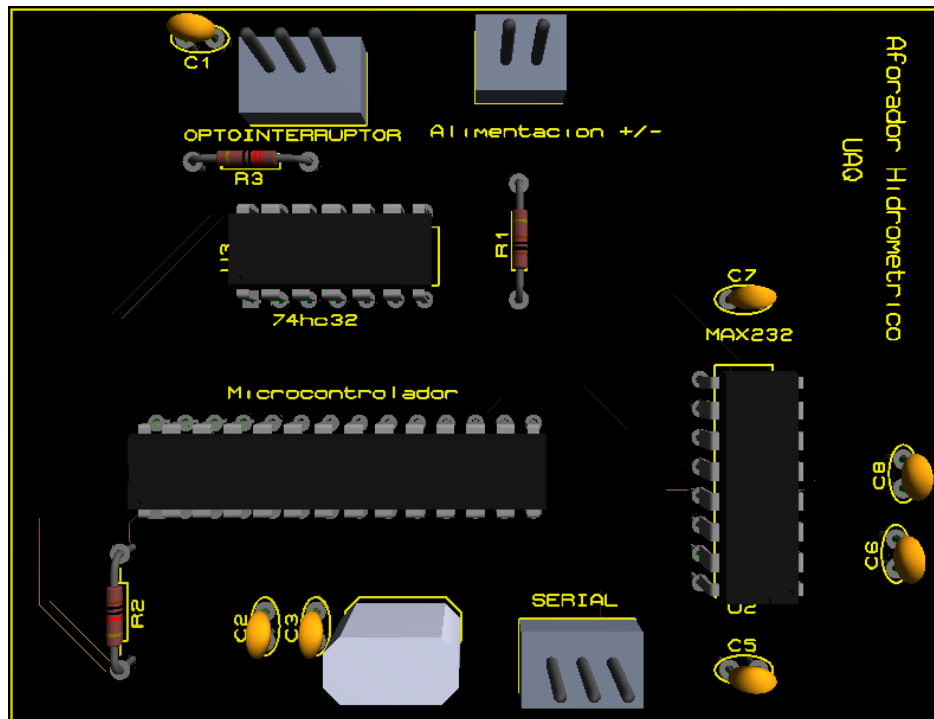 C1
OPTOINTERRUPTOR
Alimentacion +/-
Aforador Hidrometrico
UAQ
R3
R1
U3
74hc32
C7
MAX232
Microcontrolador
C8
C6
R2
C2
C3
SERIAL
U2
C5